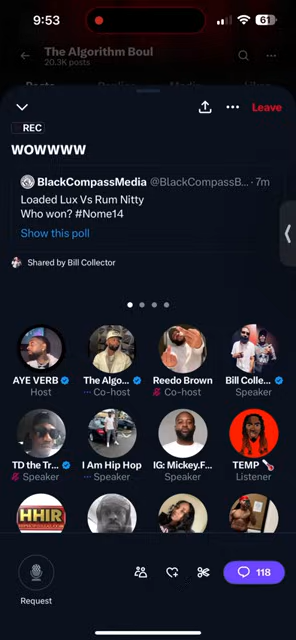 9:53
61
The Algorithm Boul
20.3K posts
Leave
REC
wowwww
BlackCompassMedia @BlackCompassB... · 7m
Loaded Lux Vs Rum Nitty
Who won? #Nome14
Show this poll
Shared by Bill Collector
AYE VERB
Host
The Algo...
Co-host
Reedo Brown
Co-host
Bill Colle...
Speaker
TD the Tr...
Speaker
I Am Hip Hop
Speaker
IG: Mickey.F...
Speaker
TEMP
Listener
HHIR
Request
118